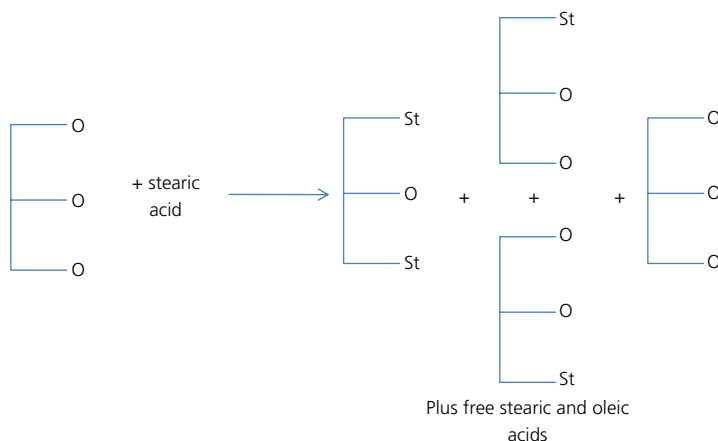 O
O
O
+ stearic
acid
St
O
St
+
St
O
O
+
O
O
St
+
O
O
O
Plus free stearic and oleic
acids